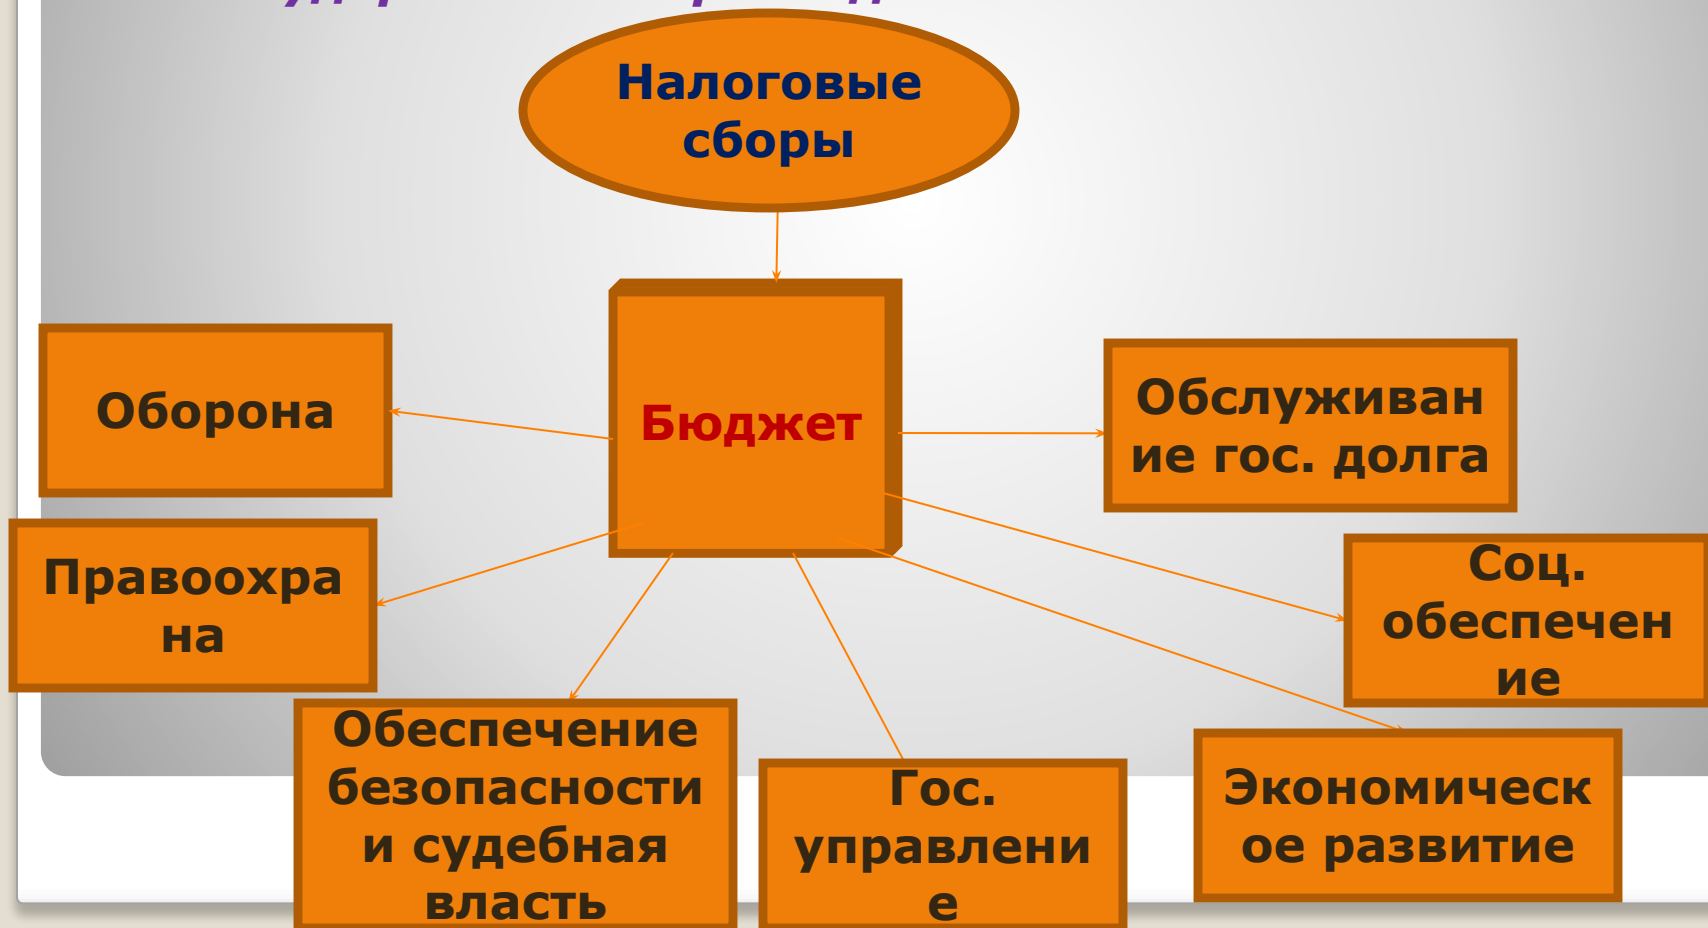 Налоговые
сборы
Бюджет
Оборона
Обслуживан
ие гос. долга
Правоохра
на
Соц.
обеспечен
ие
Обеспечение
безопасности
и судебная
власть
Гос.
управлени
е
Экономическ
ое развитие